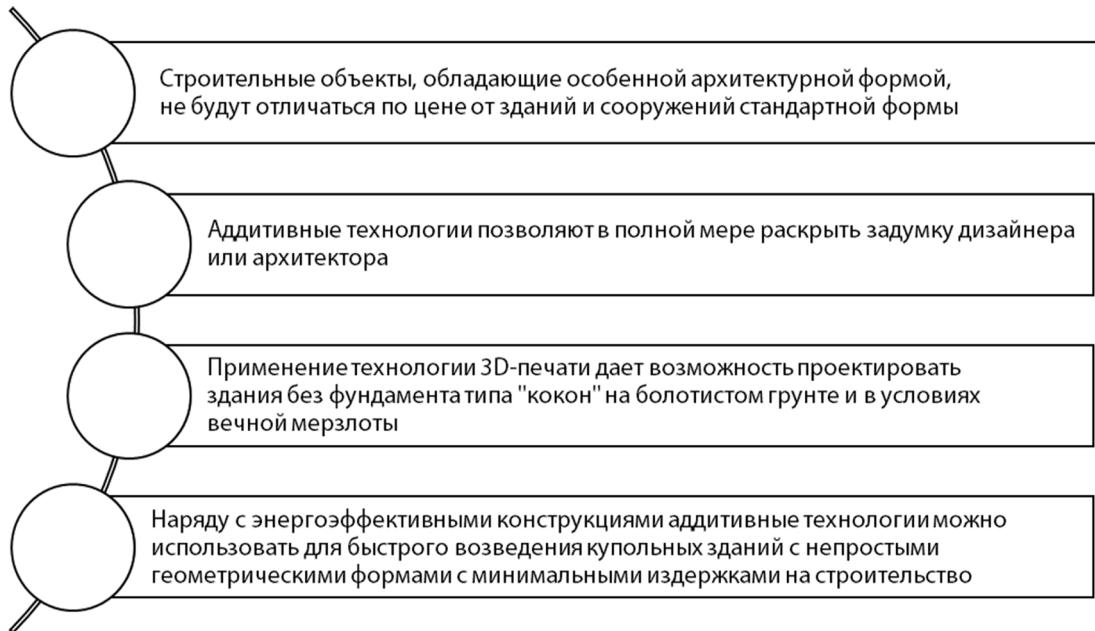 Строительные объекты, обладающие особенной архитектурной формой,
не будут отличаться по цене от зданий и сооружений стандартной формы
Аддитивные технологии позволяют в полной мере раскрыть задумку дизайнера
или архитектора
Применение технологии 3D-печати дает возможность проектировать
здания без фундамента типа "кокон" на болотистом грунте и в условиях
вечной мерзлоты
Наряду с энергоэффективными конструкциями аддитивные технологии можно
использовать для быстрого возведения купольных зданий с непростыми
геометрическими формами с минимальными издержками на строительство